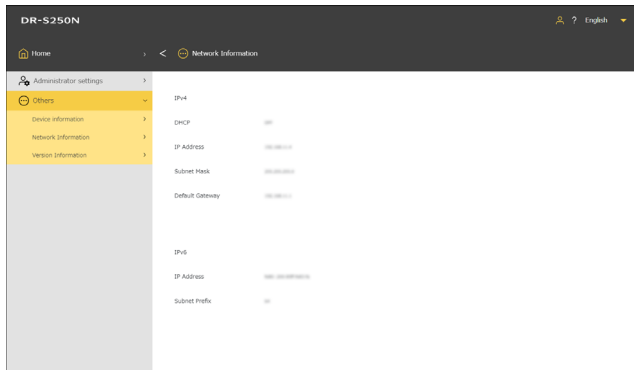 DR-S250N
? English
Home
< Network Information
Administrator settings
Others
Device information
Network Information
Version Information
IPv4
DHCP
IP Address
Subnet Mask
Default Gateway
IPv6
IP Address
Subnet Prefix